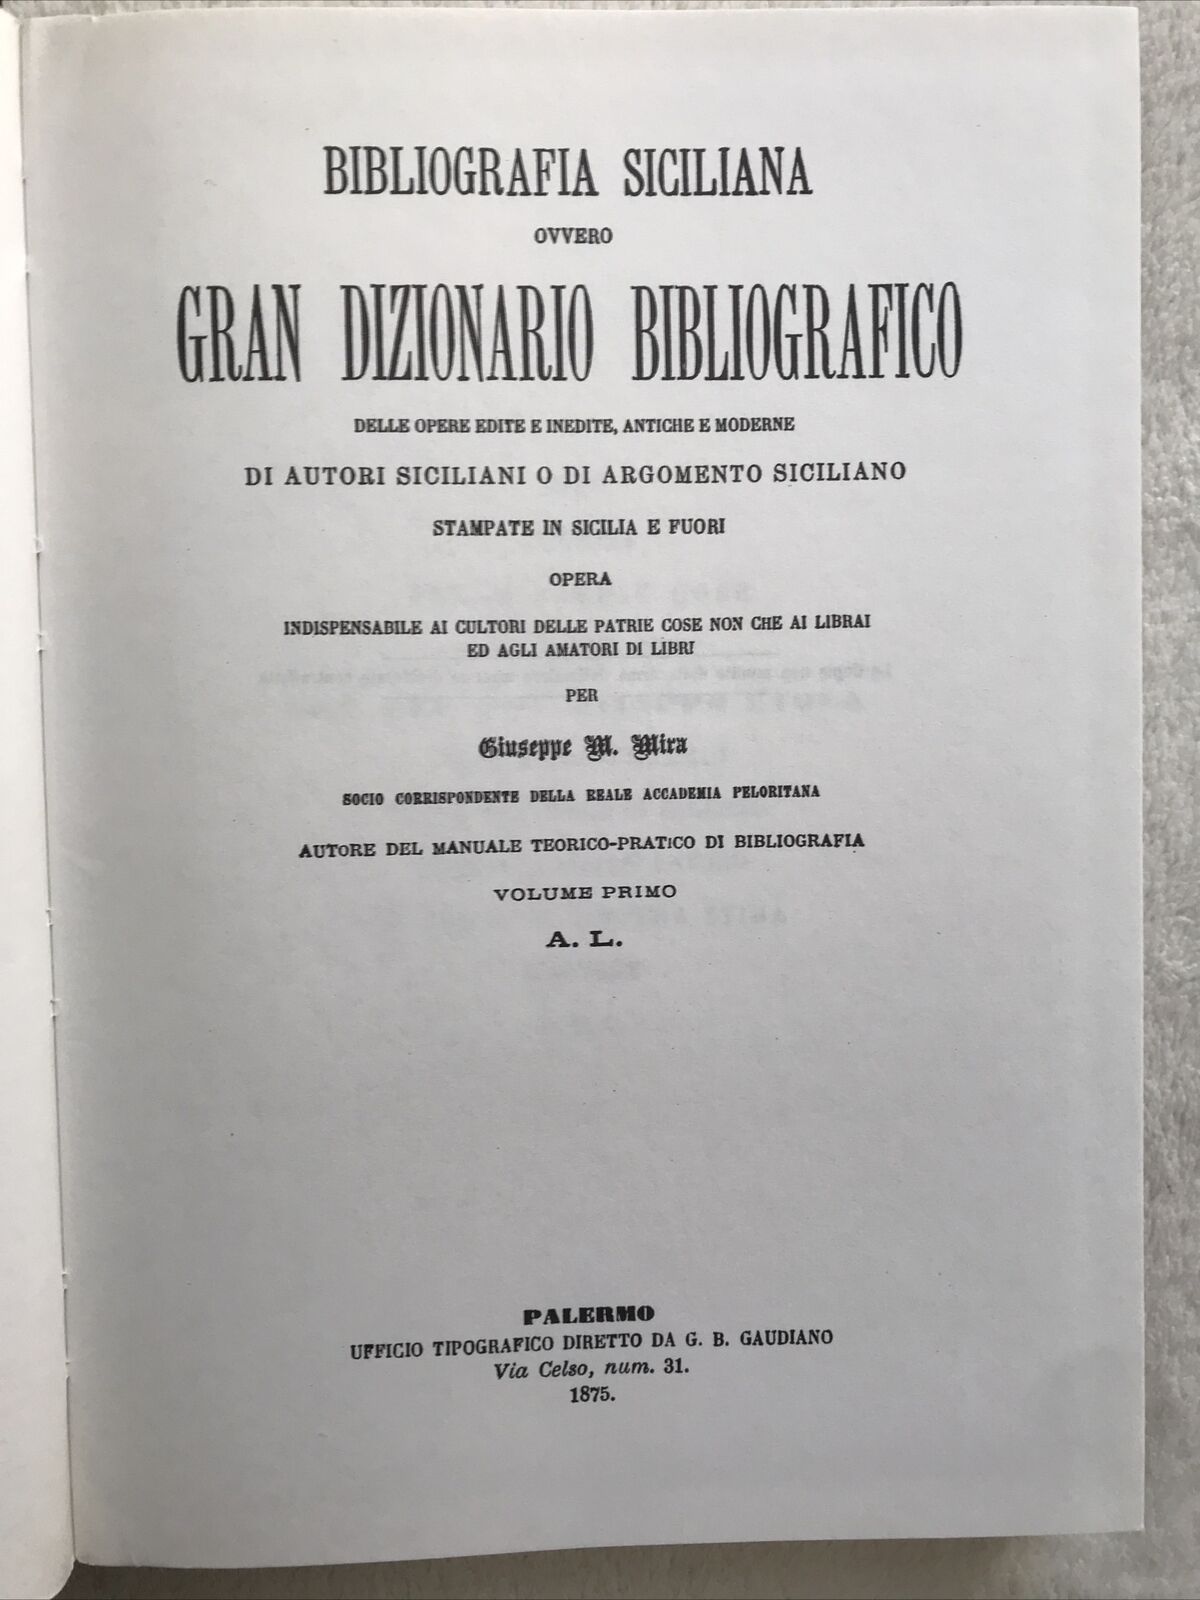 BIBLIOGRAFIA SICILIANA
OVVERO
GRAN DIZIONARIO BIBLIOGRAFICO
DELLE OPERE EDITE E INEDITE, ANTICHE E MODERNE
DI AUTORI SICILIANI O DI ARGOMENTO SICILIANO
STAMPATE IN SICILIA E FUORI
OPERA
INDISPENSABILE AI CULTORI DELLE PATRIE COSE NON CHE AI LIBRAI
ED AGLI AMATORI DI LIBRI
PER
Giuseppe M. Mira
SOCIO CORRISPONDENTE DELLA REALE ACCADEMIA PELORITANA
AUTORE DEL MANUALE TEORICO-PRATICO DI BIBLIOGRAFIA
VOLUME PRIMO
A. L.
PALERMO
UFFICIO TIPOGRAFICO DIRETTO DA G. B. GAUDIANO
Via Celso, num. 31.
1875.